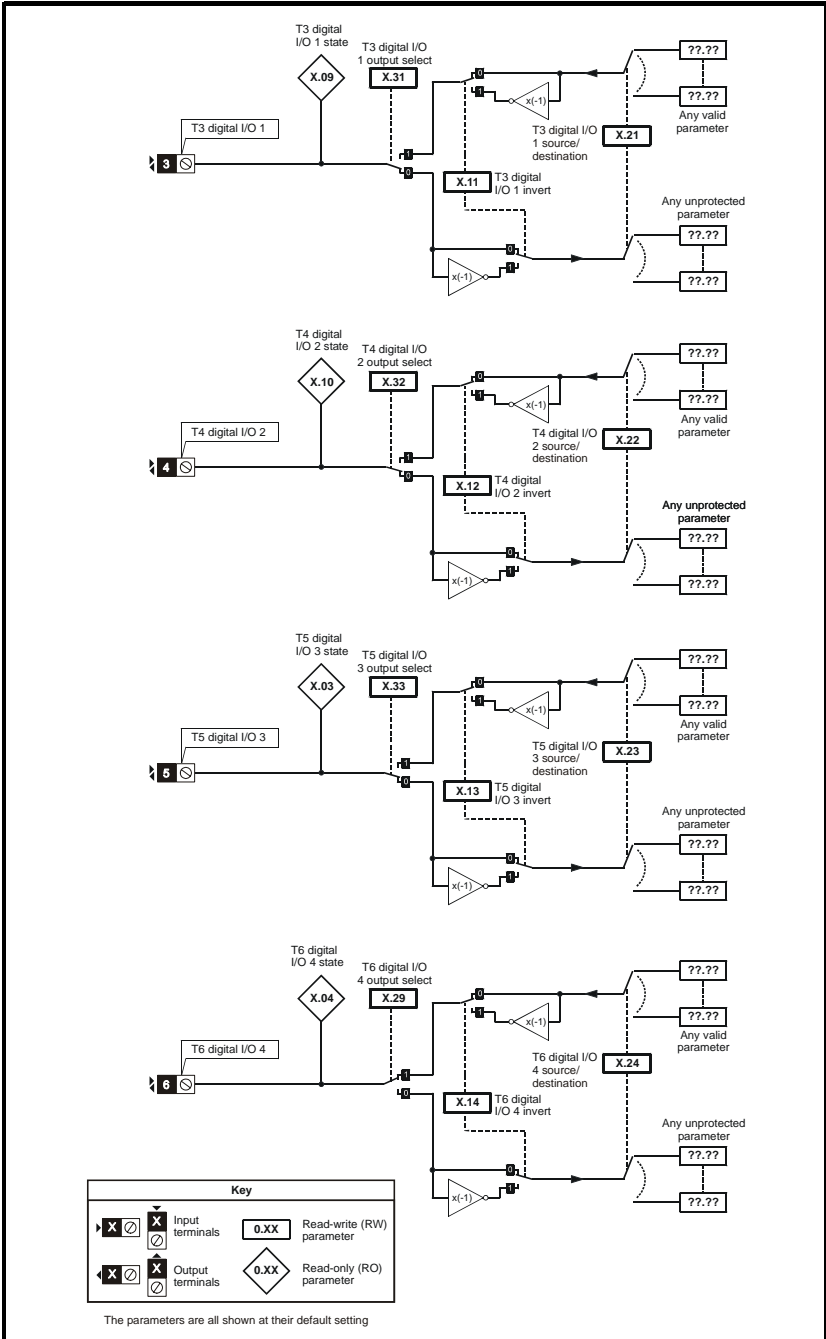 T3 digital
I/O 1 state
X.09
T3 digital I/O
1 output select
X.31
T3 digital I/O 1
3
1
0
0
1
x(-1)
X.11
T3 digital
I/O 1 invert
0
1
x(-1)
T3 digital I/O
1 source/
destination
X.21
??.??
??.??
Any valid
parameter
Any unprotected
parameter
??.??
??.??
T4 digital
I/O 2 state
X.10
T4 digital I/O
2 output select
X.32
T4 digital I/O 2
4
1
0
0
1
x(-1)
X.12
T4 digital
I/O 2 invert
0
1
x(-1)
T4 digital I/O
2 source/
destination
X.22
??.??
??.??
Any valid
parameter
Any unprotected
parameter
??.??
??.??
T5 digital
I/O 3 state
X.03
T5 digital I/O
3 output select
X.33
T5 digital I/O 3
5
1
0
0
1
x(-1)
X.13
T5 digital
I/O 3 invert
0
1
x(-1)
T5 digital I/O
3 source/
destination
X.23
??.??
??.??
Any valid
parameter
Any unprotected
parameter
??.??
??.??
T6 digital
I/O 4 state
X.04
T6 digital I/O
4 output select
X.29
T6 digital I/O 4
6
1
0
0
1
x(-1)
X.14
T6 digital
I/O 4 invert
0
1
x(-1)
T6 digital I/O
4 source/
destination
X.24
??.??
??.??
Any valid
parameter
Any unprotected
parameter
??.??
??.??
Key
X
X
Input
terminals
0.XX
Read-write (RW)
parameter
X
X
Output
terminals
0.XX
Read-only (RO)
parameter
The parameters are all shown at their default setting